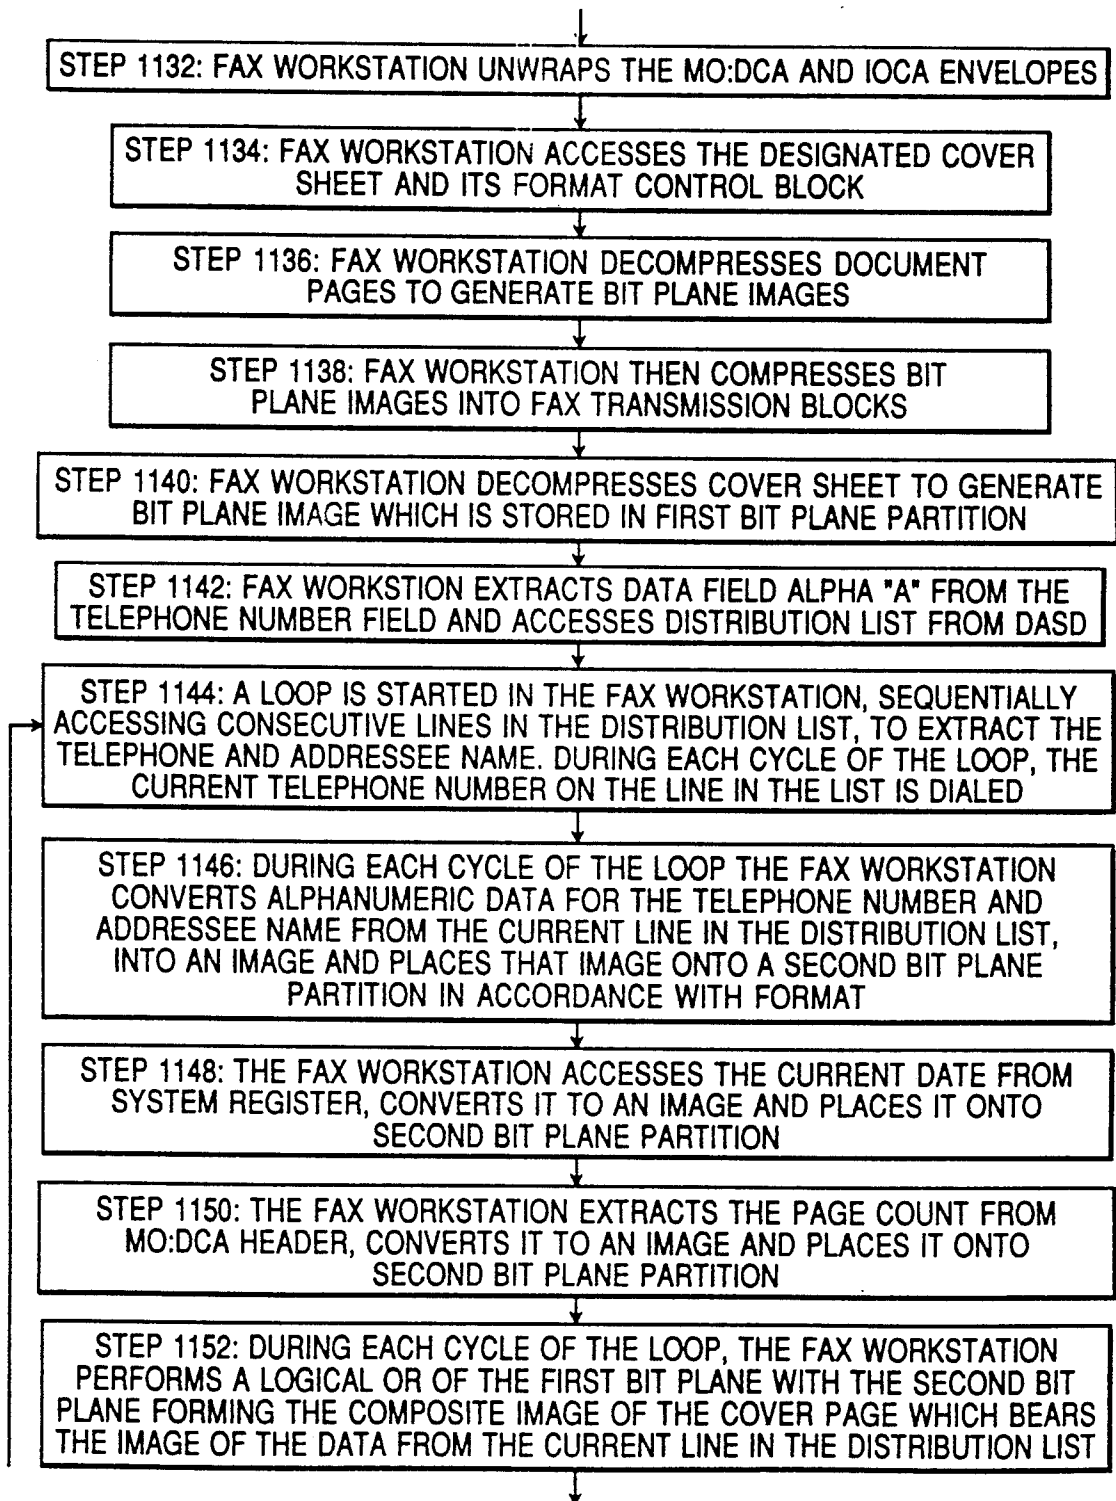 STEP 1132: FAX WORKSTATION UNWRAPS THE MO:DCA AND IOCA ENVELOPES
STEP 1134: FAX WORKSTATION ACCESSES THE DESIGNATED COVER
SHEET AND ITS FORMAT CONTROL BLOCK
STEP 1136: FAX WORKSTATION DECOMPRESSES DOCUMENT
PAGES TO GENERATE BIT PLANE IMAGES
STEP 1138: FAX WORKSTATION THEN COMPRESSES BIT
PLANE IMAGES INTO FAX TRANSMISSION BLOCKS
STEP 1140: FAX WORKSTATION DECOMPRESSES COVER SHEET TO GENERATE
BIT PLANE IMAGE WHICH IS STORED IN FIRST BIT PLANE PARTITION
STEP 1142: FAX WORKSTION EXTRACTS DATA FIELD ALPHA "A" FROM THE
TELEPHONE NUMBER FIELD AND ACCESSES DISTRIBUTION LIST FROM DASD
STEP 1144: A LOOP IS STARTED IN THE FAX WORKSTATION, SEQUENTIALLY
ACCESSING CONSECUTIVE LINES IN THE DISTRIBUTION LIST, TO EXTRACT THE
TELEPHONE AND ADDRESSEE NAME. DURING EACH CYCLE OF THE LOOP, THE
CURRENT TELEPHONE NUMBER ON THE LINE IN THE LIST IS DIALED
STEP 1146: DURING EACH CYCLE OF THE LOOP THE FAX WORKSTATION
CONVERTS ALPHANUMERIC DATA FOR THE TELEPHONE NUMBER AND
ADDRESSEE NAME FROM THE CURRENT LINE IN THE DISTRIBUTION LIST,
INTO AN IMAGE AND PLACES THAT IMAGE ONTO A SECOND BIT PLANE
PARTITION IN ACCORDANCE WITH FORMAT
STEP 1148: THE FAX WORKSTATION ACCESSES THE CURRENT DATE FROM
SYSTEM REGISTER, CONVERTS IT TO AN IMAGE AND PLACES IT ONTO
SECOND BIT PLANE PARTITION
STEP 1150: THE FAX WORKSTATION EXTRACTS THE PAGE COUNT FROM
MO:DCA HEADER, CONVERTS IT TO AN IMAGE AND PLACES IT ONTO
SECOND BIT PLANE PARTITION
STEP 1152: DURING EACH CYCLE OF THE LOOP, THE FAX WORKSTATION
PERFORMS A LOGICAL OR OF THE FIRST BIT PLANE WITH THE SECOND BIT
PLANE FORMING THE COMPOSITE IMAGE OF THE COVER PAGE WHICH BEARS
THE IMAGE OF THE DATA FROM THE CURRENT LINE IN THE DISTRIBUTION LIST